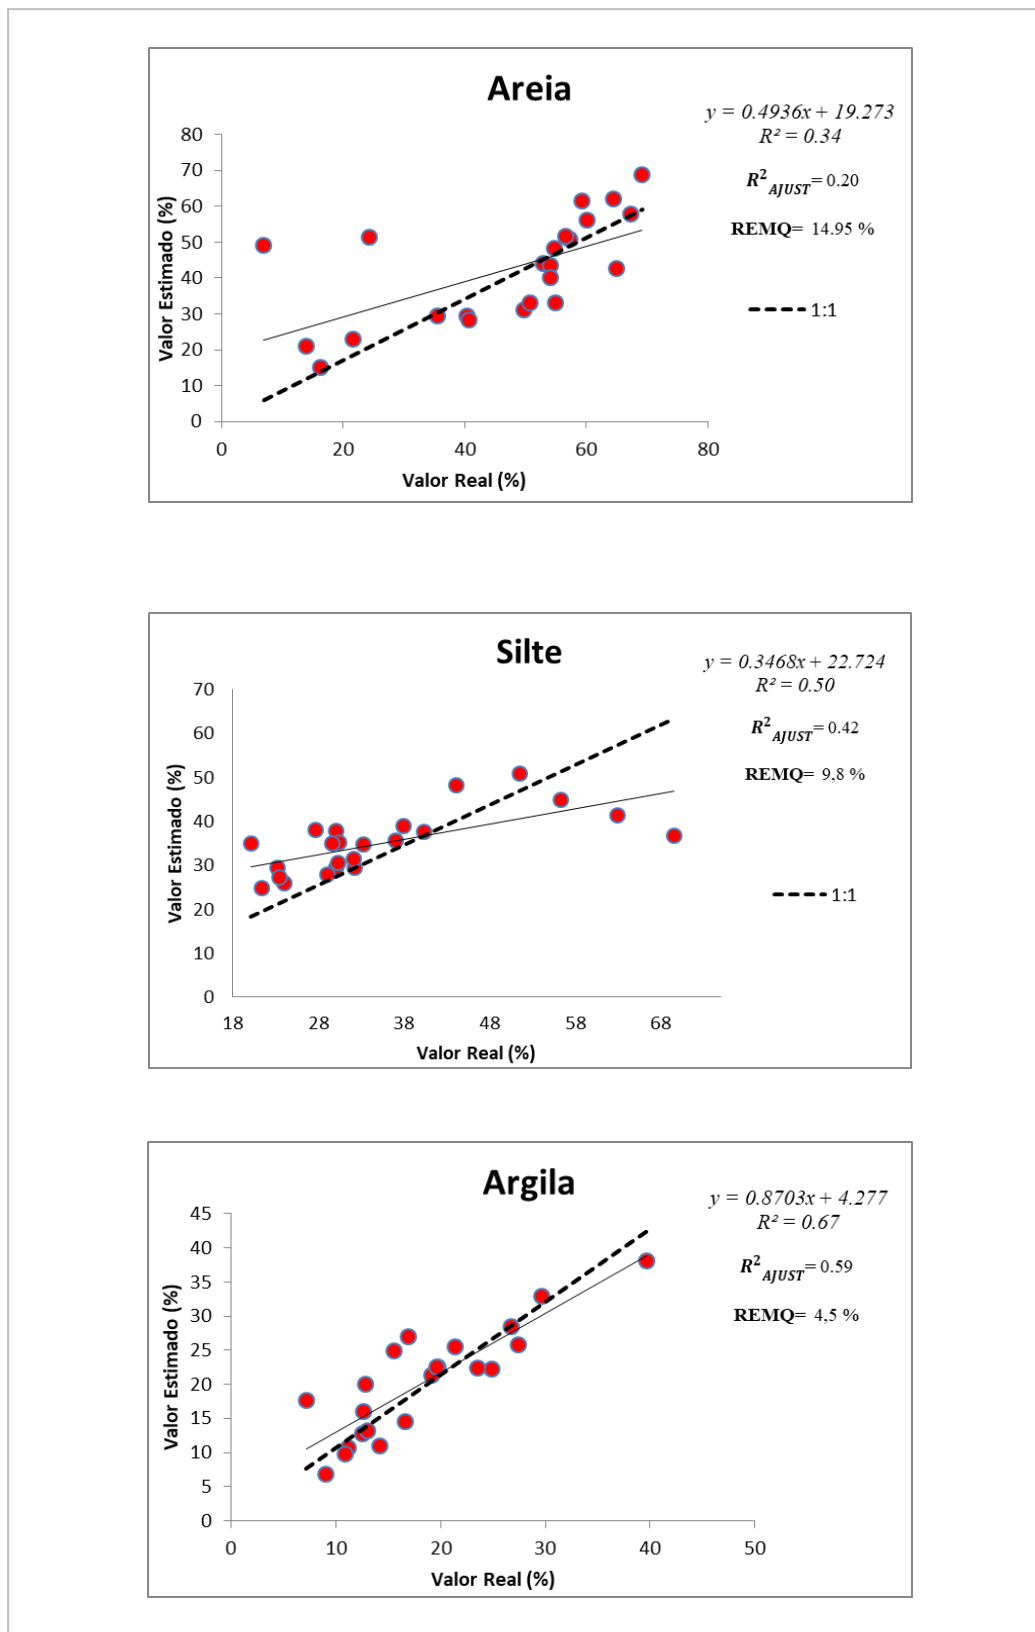 Areia
y = 0.4936x + 19.273
R² = 0.34
R²AJUST= 0.20
REMQ= 14.95 %
1:1
Valor Estimado (%)
80
70
60
50
40
30
20
10
0
0 20 40 60 80
Valor Real (%)
Silte
y = 0.3468x + 22.724
R² = 0.50
R²AJUST= 0.42
REMQ= 9,8 %
1:1
Valor Estimado (%)
70
60
50
40
30
20
10
0
18 28 38 48 58 68
Valor Real (%)
Argila
y = 0.8703x + 4.277
R² = 0.67
R²AJUST= 0.59
REMQ= 4,5 %
Valor Estimado (%)
45
40
35
30
25
20
15
10
5
0
0 10 20 30 40 50
Valor Real (%)